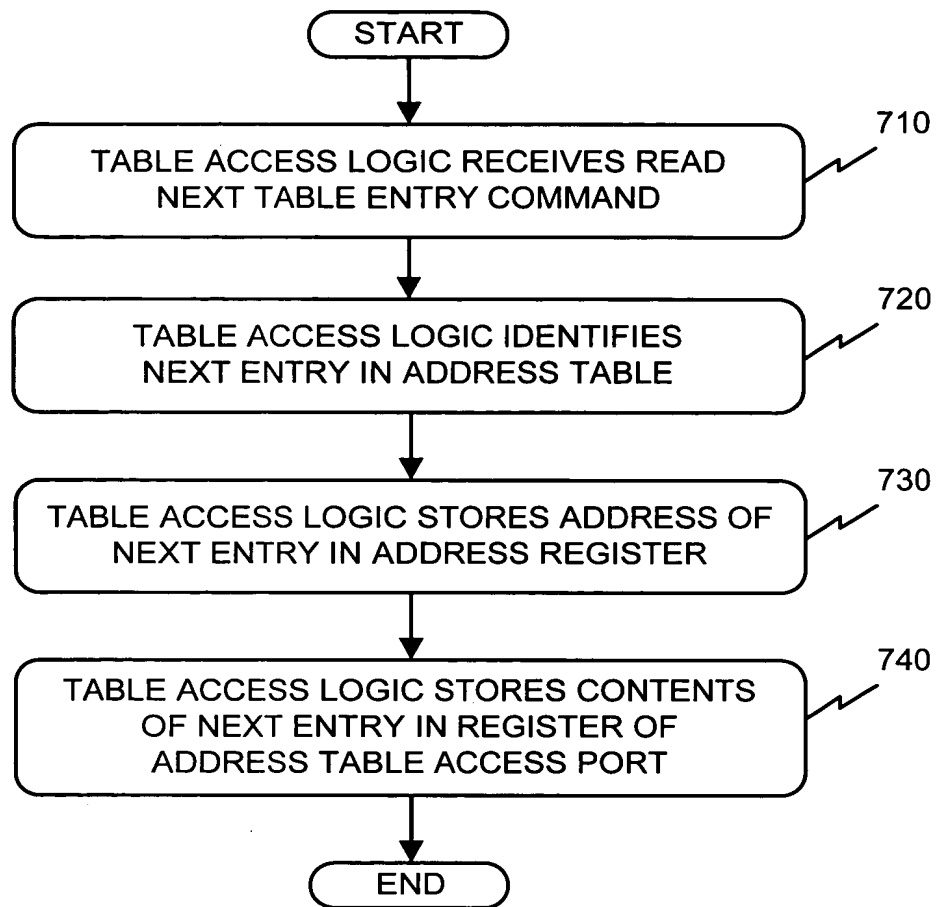 START
710
TABLE ACCESS LOGIC RECEIVES READ
NEXT TABLE ENTRY COMMAND
720
TABLE ACCESS LOGIC IDENTIFIES
NEXT ENTRY IN ADDRESS TABLE
730
TABLE ACCESS LOGIC STORES ADDRESS OF
NEXT ENTRY IN ADDRESS REGISTER
740
TABLE ACCESS LOGIC STORES CONTENTS
OF NEXT ENTRY IN REGISTER OF
ADDRESS TABLE ACCESS PORT
END